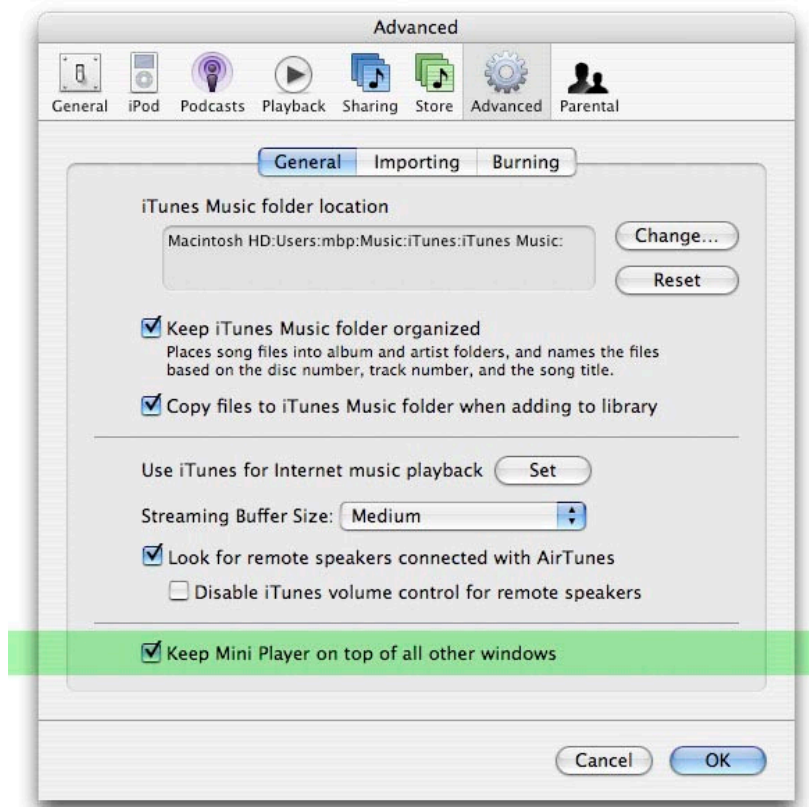 Advanced
General iPod Podcasts Playback Sharing Store Advanced Parental
General Importing Burning
iTunes Music folder location
Macintosh HD:Users:mbp:Music:iTunes:iTunes Music:
Change...
Reset
Keep iTunes Music folder organized
Places song files into album and artist folders, and names the files
based on the disc number, track number, and the song title.
Copy files to iTunes Music folder when adding to library
Use iTunes for Internet music playback Set
Streaming Buffer Size: Medium
Look for remote speakers connected with AirTunes
Disable iTunes volume control for remote speakers
Keep Mini Player on top of all other windows
Cancel OK